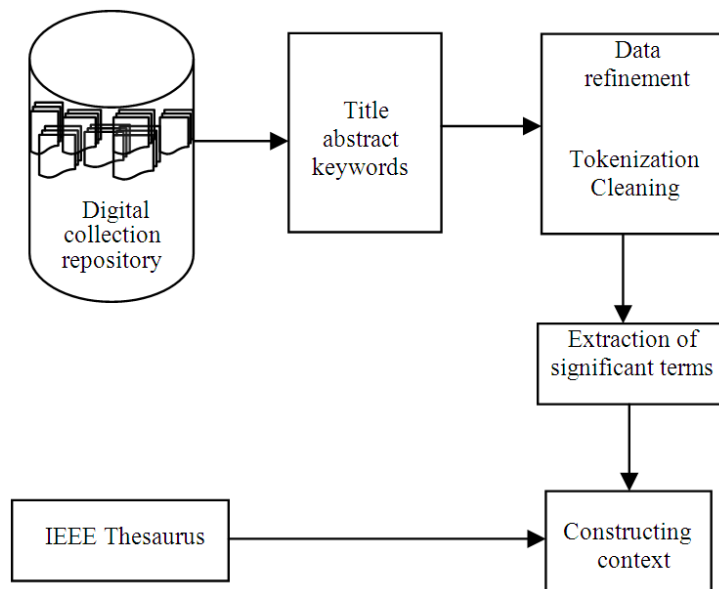 Digital
collection
repository
Title
abstract
keywords
Data
refinement
Tokenization
Cleaning
Extraction of
significant terms
IEEE Thesaurus
Constructing
context